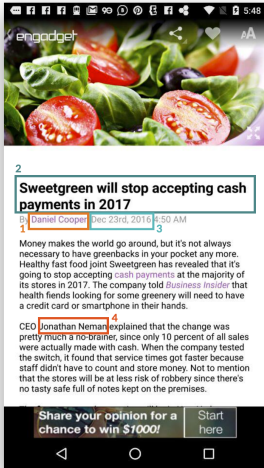 90 5:48
engadget
AA
2
Sweetgreen will stop accepting cash
payments in 2017
By Daniel Cooper, Dec 23rd, 2016 4:50 AM
1 3
Money makes the world go around, but it's not always
necessary to have greenbacks in your pocket any more.
Healthy fast food joint Sweetgreen has revealed that it's
going to stop accepting cash payments at the majority of
its stores in 2017. The company told Business Insider that
health fiends looking for some greenery will need to have
a credit card or smartphone in their hands.
4
CEO Jonathan Neman explained that the change was
pretty much a no-brainer, since only 10 percent of all sales
were actually made with cash. When the company tested
the switch, it found that service times got faster because
staff didn't have to count and store money. Not to mention
that the stores will be at less risk of robbery since there's
no tasty safe full of notes kept on the premises.
Share your opinion for a
chance to win $1000!
Start
here